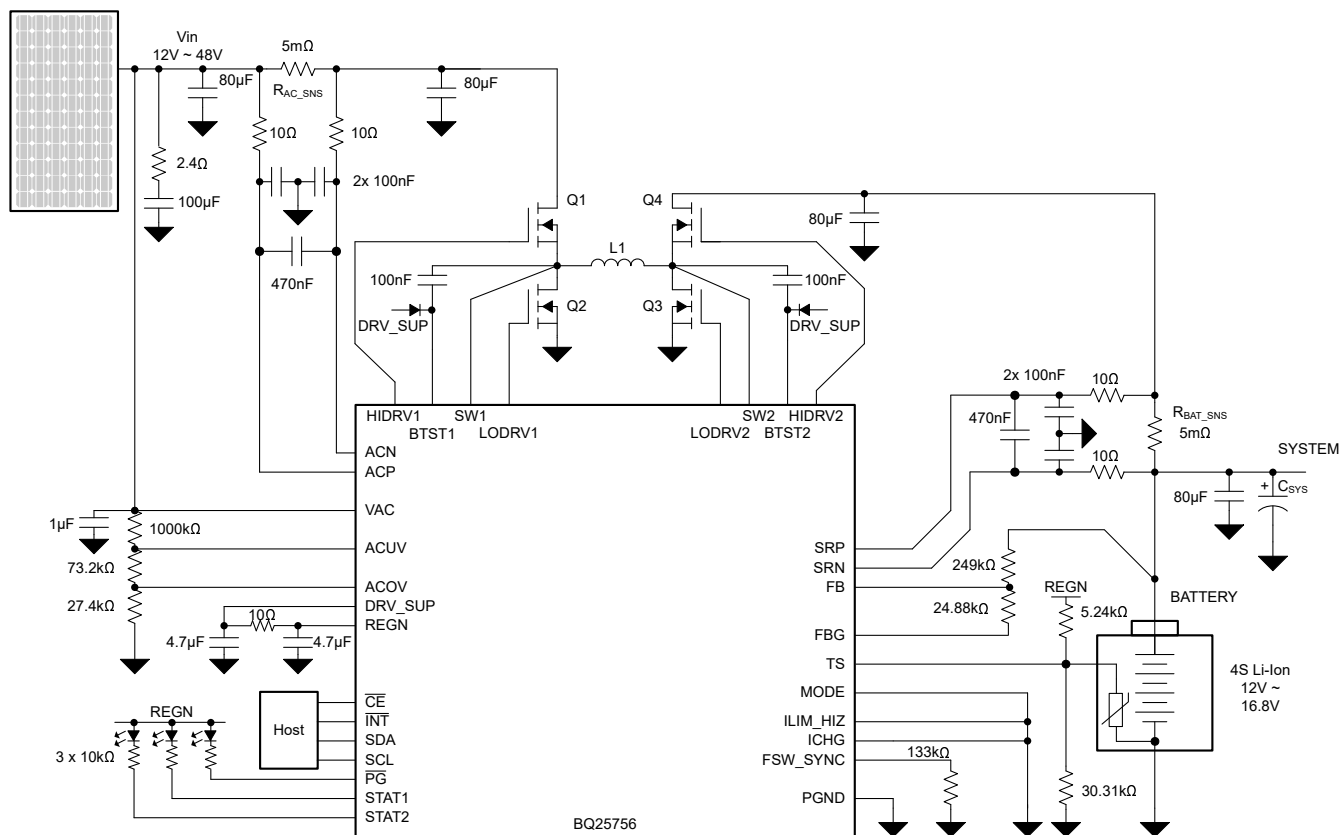 Vin
12V ~ 48V
5mΩ
R_AC_SNS
80µF
80µF
10Ω
10Ω
2.4Ω
100µF
2x 100nF
470nF
Q1
Q4
80µF
L1
100nF
100nF
Q2
Q3
DRV_SUP
DRV_SUP
HIDRV1
BTST1
SW1
LODRV1
LODRV2
SW2
BTST2
HIDRV2
2x 100nF
10Ω
470nF
R_BAT_SNS
5mΩ
10Ω
SYSTEM
80µF
+
C_SYS
ACN
ACP
VAC
1µF
1000kΩ
ACUV
73.2kΩ
ACOV
27.4kΩ
DRV_SUP
10Ω
REGN
4.7µF
4.7µF
SRP
SRN
249kΩ
FB
24.88kΩ
FBG
REGN
5.24kΩ
BATTERY
TS
4S Li-Ion
12V ~
16.8V
MODE
ILIM_HIZ
ICHG
FSW_SYNC
133kΩ
PGND
30.31kΩ
REGN
3 x 10kΩ
Host
CE
INT
SDA
SCL
PG
STAT1
STAT2
BQ25756